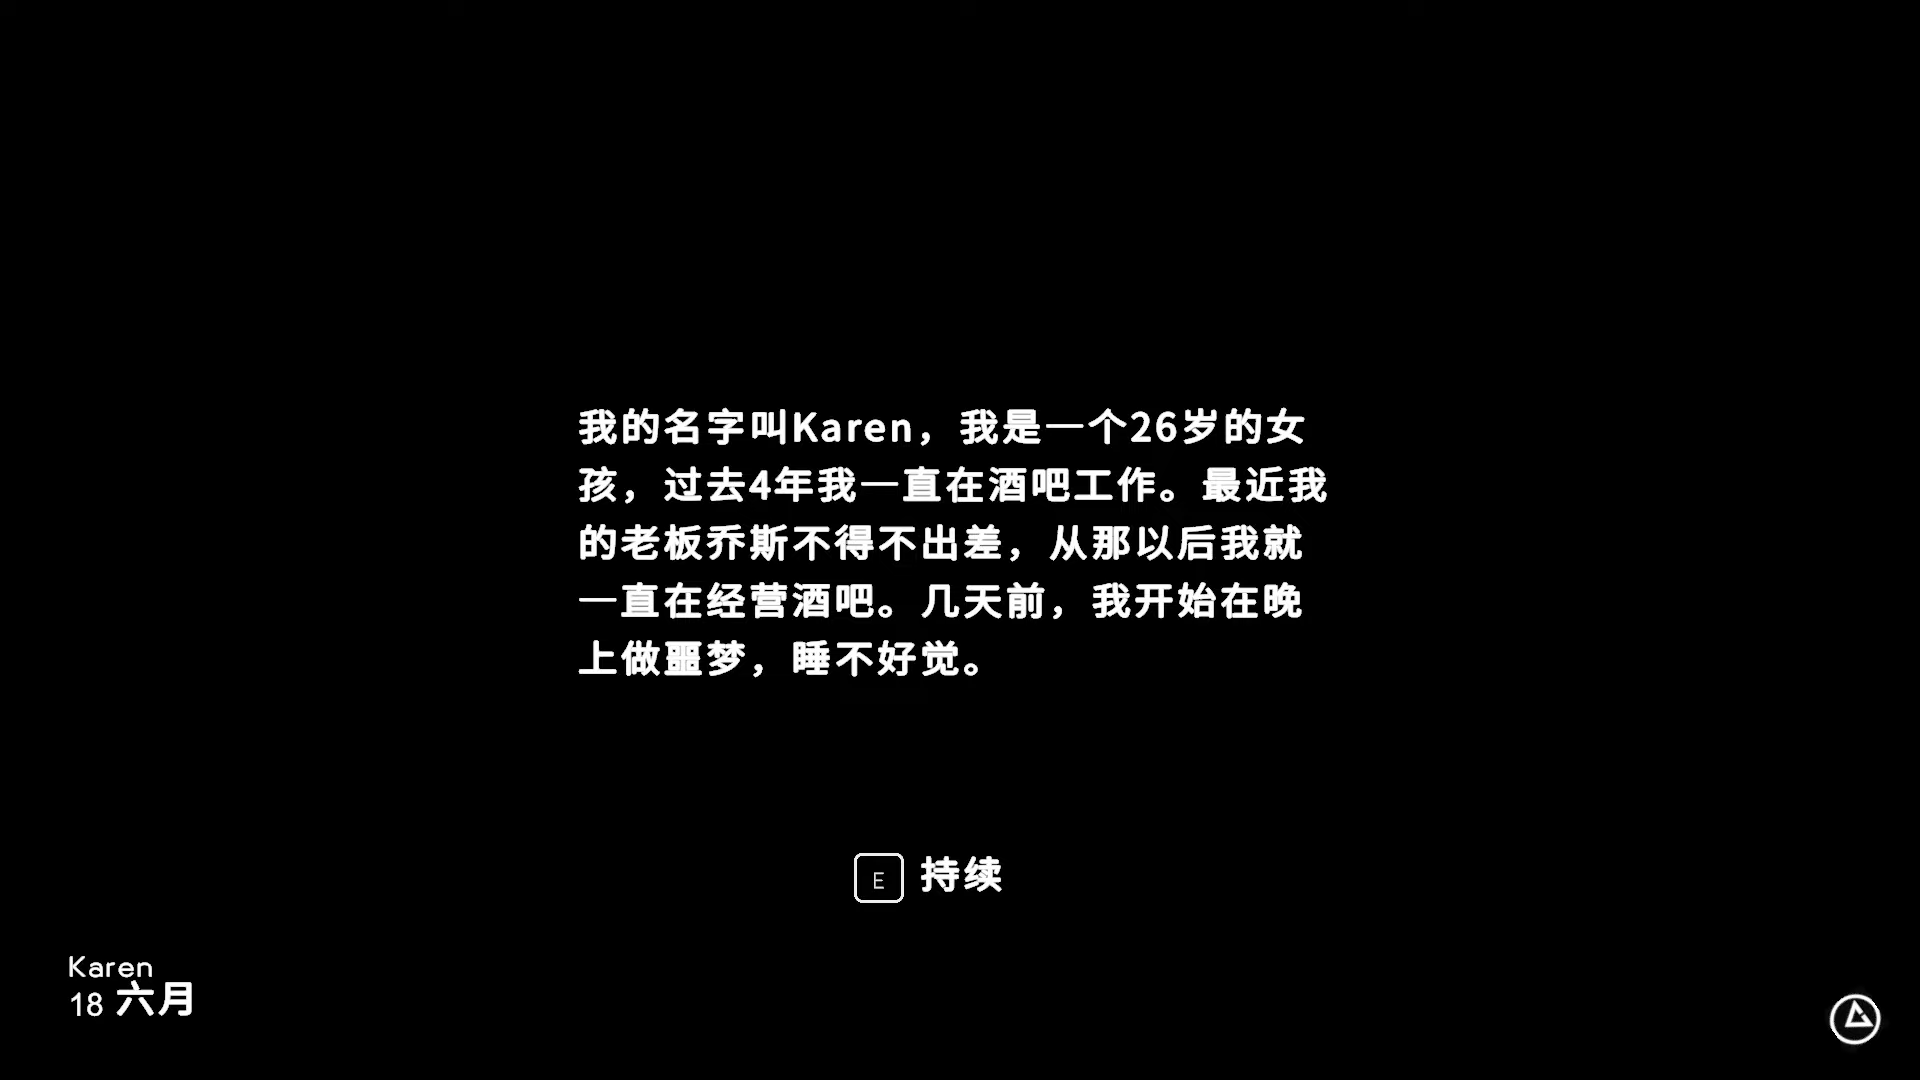 我的名字叫Karen，我是一个26岁的女
孩，过去4年我一直在酒吧工作。最近我
的老板乔斯不得不出差，从那以后我就
一直在经营酒吧。几天前，我开始在晚
上做噩梦，睡不好觉。
E 持续
Karen
18 六月